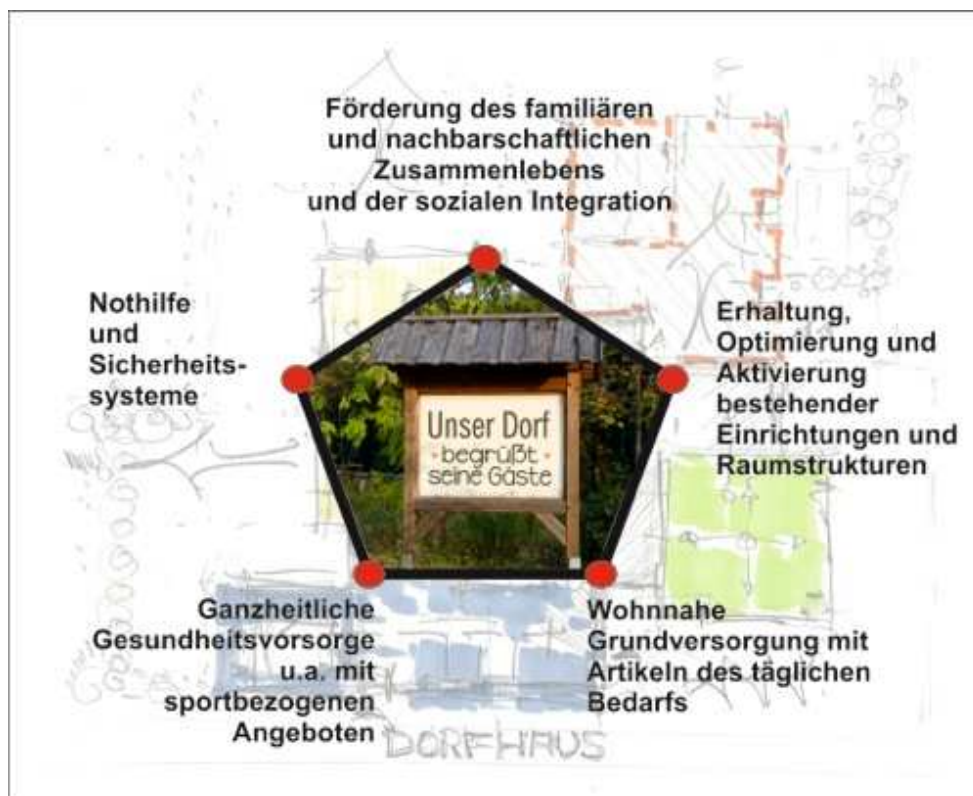 Förderung des familiären
und nachbarschaftlichen
Zusammenlebens
und der sozialen Integration
Nothilfe
und
Sicherheits-
systeme
Erhaltung,
Optimierung und
Aktivierung
bestehender
Einrichtungen und
Raumstrukturen
Unser Dorf
begrüßt
seine Gäste
Ganzheitliche
Gesundheitsvorsorge
u.a. mit
sportbezogenen
Angeboten
Wohnnahe
Grundversorgung mit
Artikeln des täglichen
Bedarfs
DORFHAUS